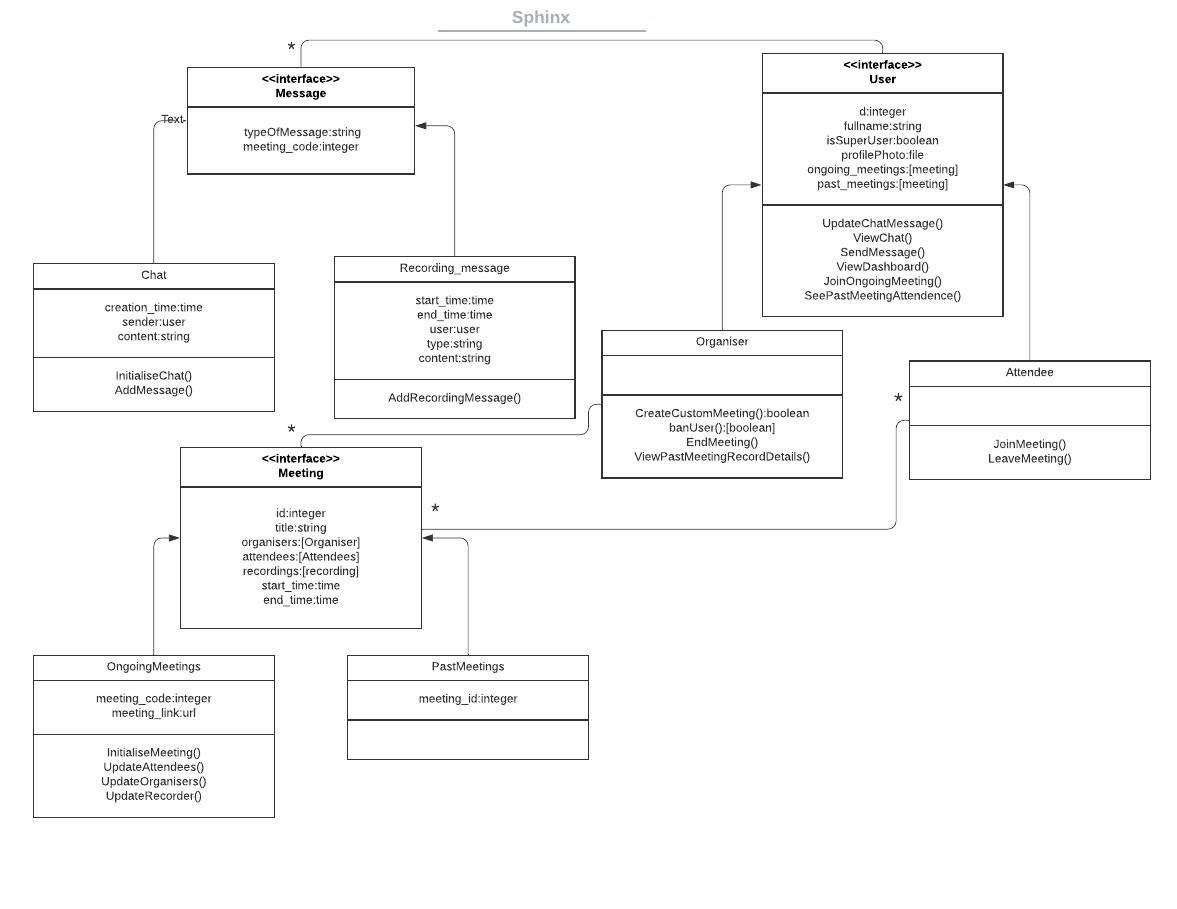 Sphinx
*
<<interface>>
Message
Text
typeOfMessage:string
meeting_code:integer
<<interface>>
User
d:integer
fullname:string
isSuperUser:boolean
profilePhoto:file
ongoing_meetings:[meeting]
past_meetings:[meeting]
UpdateChatMessage()
ViewChat()
SendMessage()
ViewDashboard()
JoinOngoingMeeting()
SeePastMeetingAttendence()
Chat
creation_time:time
sender:user
content:string
InitialiseChat()
AddMessage()
Recording_message
start_time:time
end_time:time
user:user
type:string
content:string
AddRecordingMessage()
Organiser
CreateCustomMeeting():boolean
banUser():[boolean]
EndMeeting()
ViewPastMeetingRecordDetails()
Attendee
*
JoinMeeting()
LeaveMeeting()
*
<<interface>>
Meeting
*
id:integer
title:string
organisers:[Organiser]
attendees:[Attendees]
recordings:[recording]
start_time:time
end_time:time
OngoingMeetings
meeting_code:integer
meeting_link:url
InitialiseMeeting()
UpdateAttendees()
UpdateOrganisers()
UpdateRecorder()
PastMeetings
meeting_id:integer